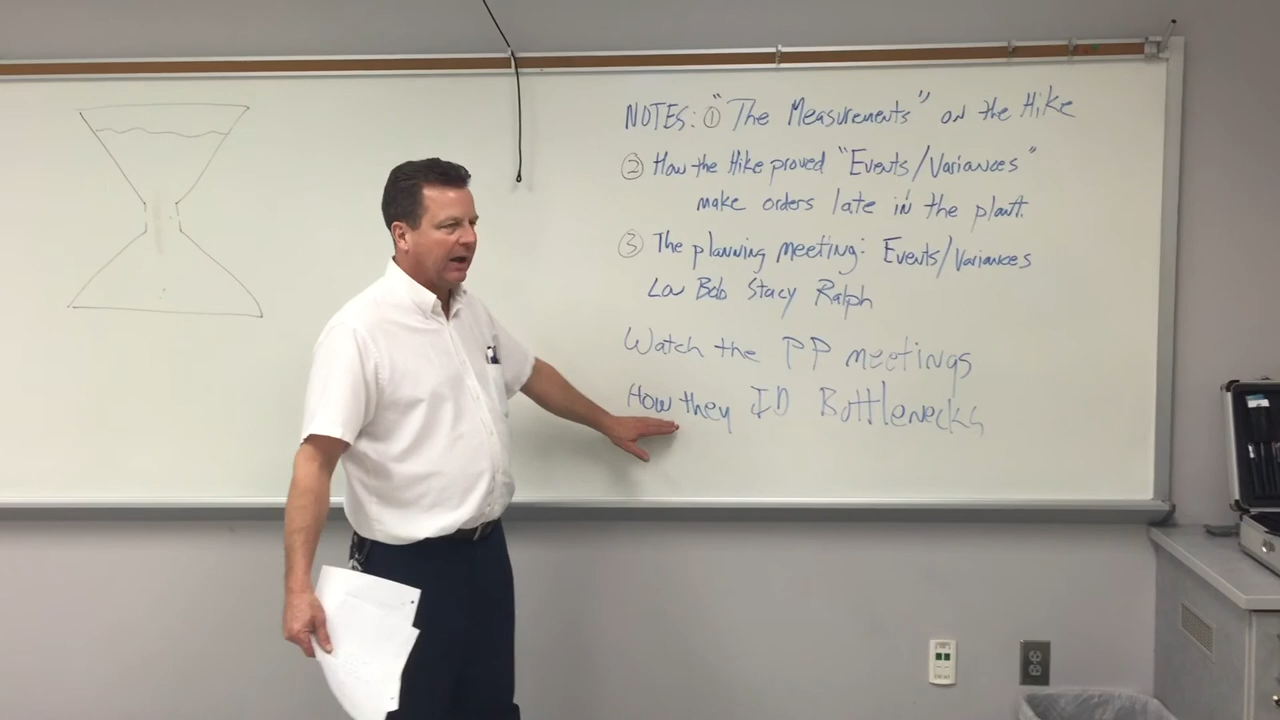 NOTES: ① "The Measurements" on the Hike
② How the Hike proved "Events/Variances"
make orders late in the plant.
③ The planning meeting: Events/Variances
Lou Bob Stacy Ralph
Watch the PP meetings
How they ID Bottlenecks